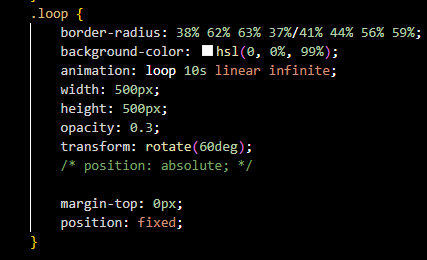 .loop {
border-radius: 38% 62% 63% 37%/41% 44% 56% 59%;
background-color: hsl(0, 0%, 99%);
animation: loop 10s linear infinite;
width: 500px;
height: 500px;
opacity: 0.3;
transform: rotate(60deg);
/* position: absolute; */
margin-top: 0px;
position: fixed;
}